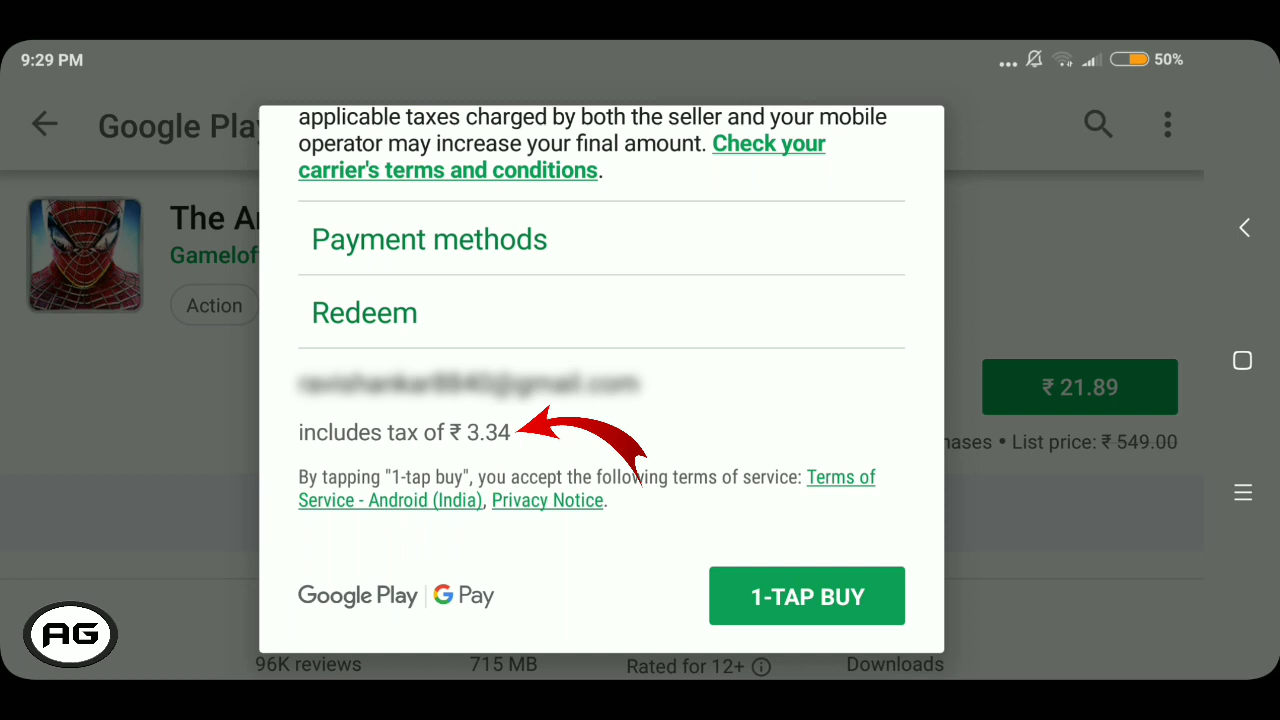 9:29 PM
50%
Google Pla
applicable taxes charged by both the seller and your mobile
operator may increase your final amount. Check your
carrier's terms and conditions.
The A
Gamelof
Action
Payment methods
Redeem
₹ 21.89
includes tax of ₹ 3.34
hases • List price: ₹ 549.00
By tapping "1-tap buy", you accept the following terms of service: Terms of
Service - Android (India), Privacy Notice.
Google Play | G Pay
1-TAP BUY
AG
96K reviews
715 MB
Rated for 12+
Downloads